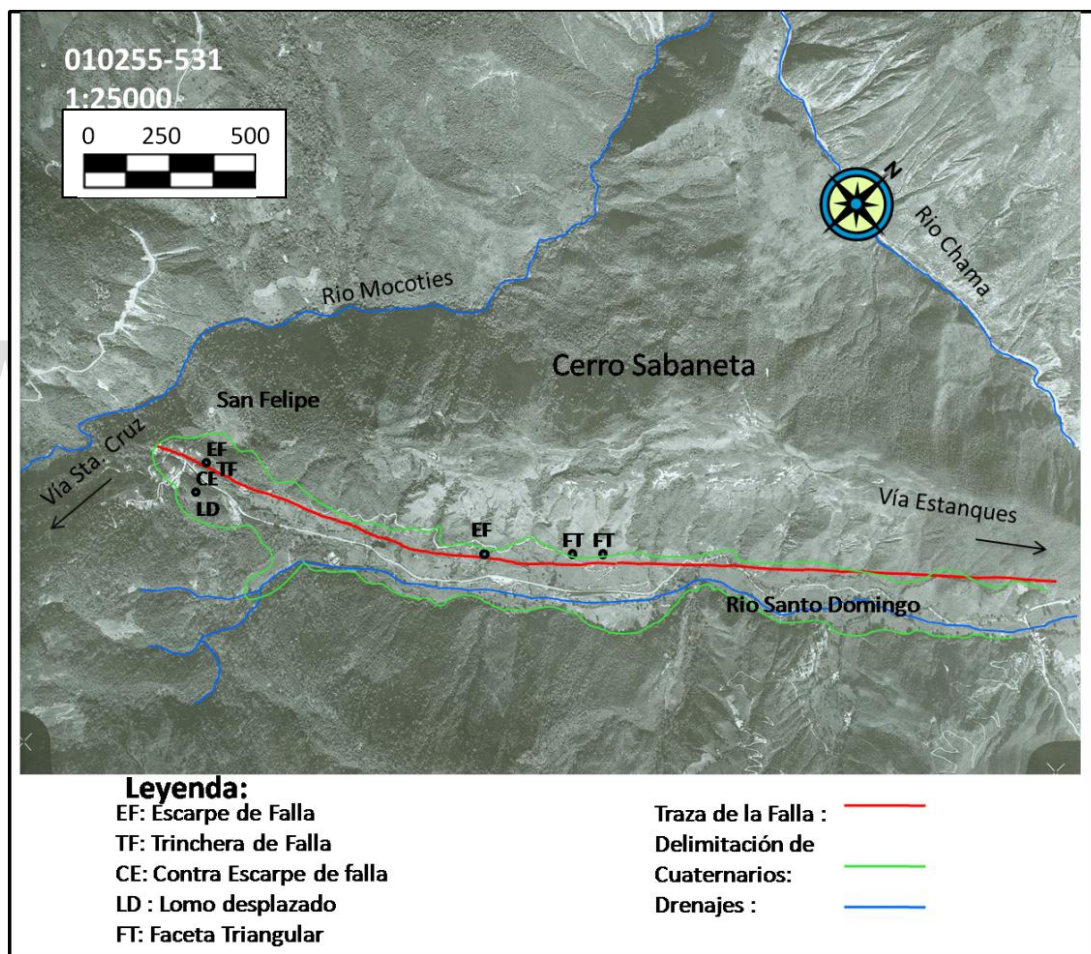 010255-531
1:25000
0 250 500
N
Rio Chama
Rio Mocoties
Cerro Sabaneta
San Felipe
Vía Sta. Cruz
EF
TF
CE
LD
EF
FT FT
Vía Estanques
Rio Santo Domingo
Leyenda:
EF: Escarpe de Falla
TF: Trinchera de Falla
CE: Contra Escarpe de falla
LD : Lomo desplazado
FT: Faceta Triangular
Traza de la Falla :
Delimitación de
Cuaternarios:
Drenajes :